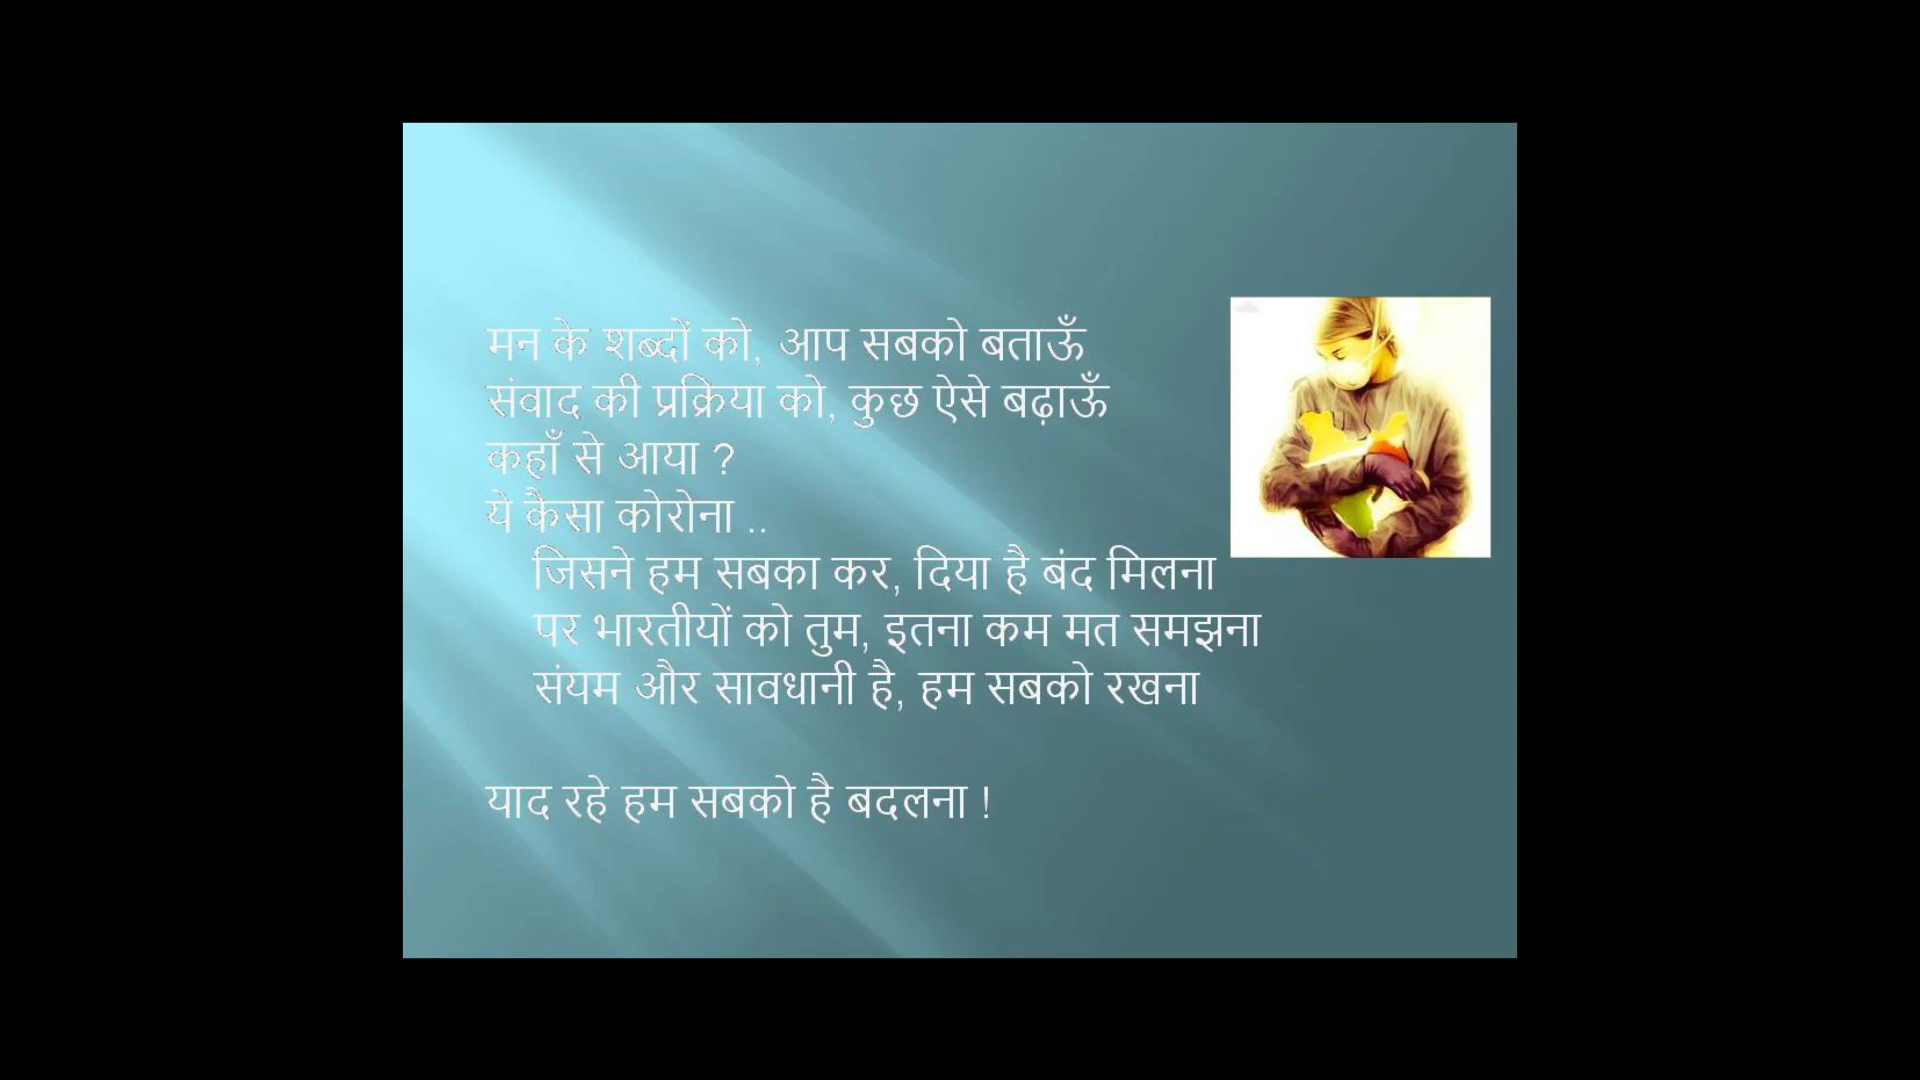 मन के शब्दों को, आप सबको बताऊँ
संवाद की प्रक्रिया को, कुछ ऐसे बढ़ाऊँ
कहाँ से आया ?
ये कैसा कोरोना ..
जिसने हम सबका कर, दिया है बंद मिलना
पर भारतीयों को तुम, इतना कम मत समझना
संयम और सावधानी है, हम सबको रखना
याद रहे हम सबको है बदलना !